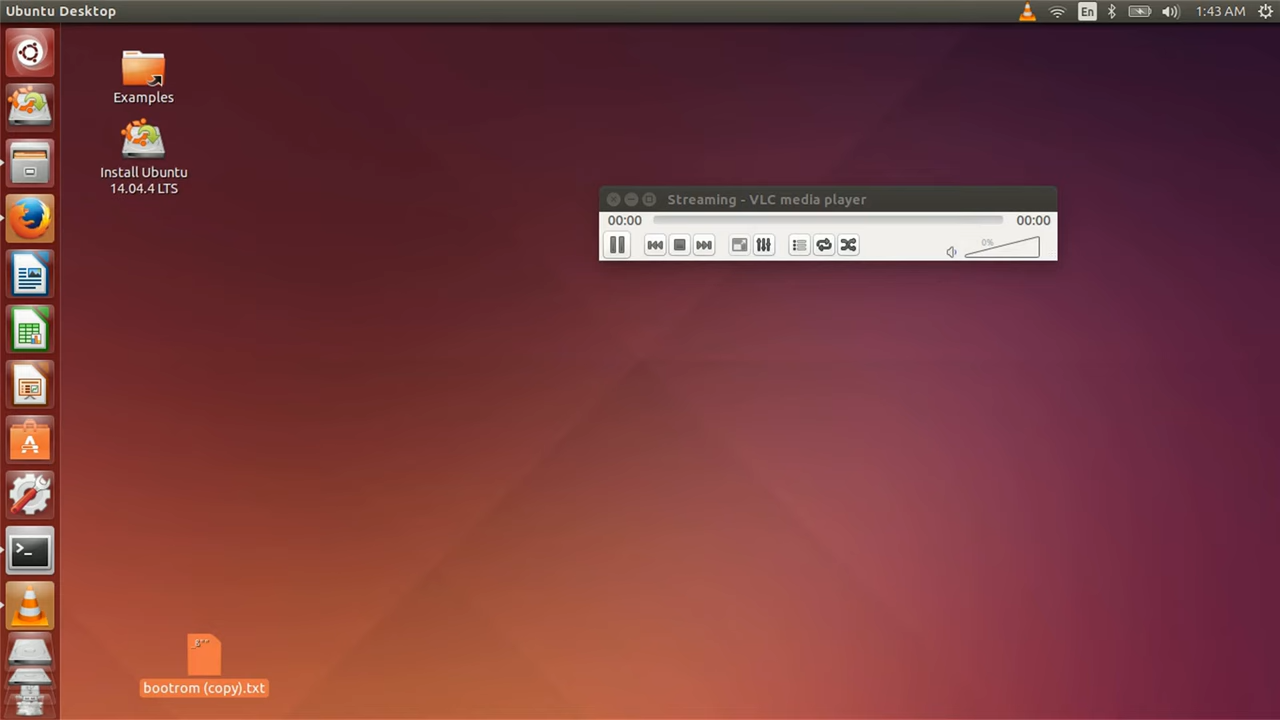 Ubuntu Desktop
En
1:43 AM
Examples
Install Ubuntu
14.04.4 LTS
Streaming - VLC media player
00:00
00:00
0%
bootrom (copy).txt